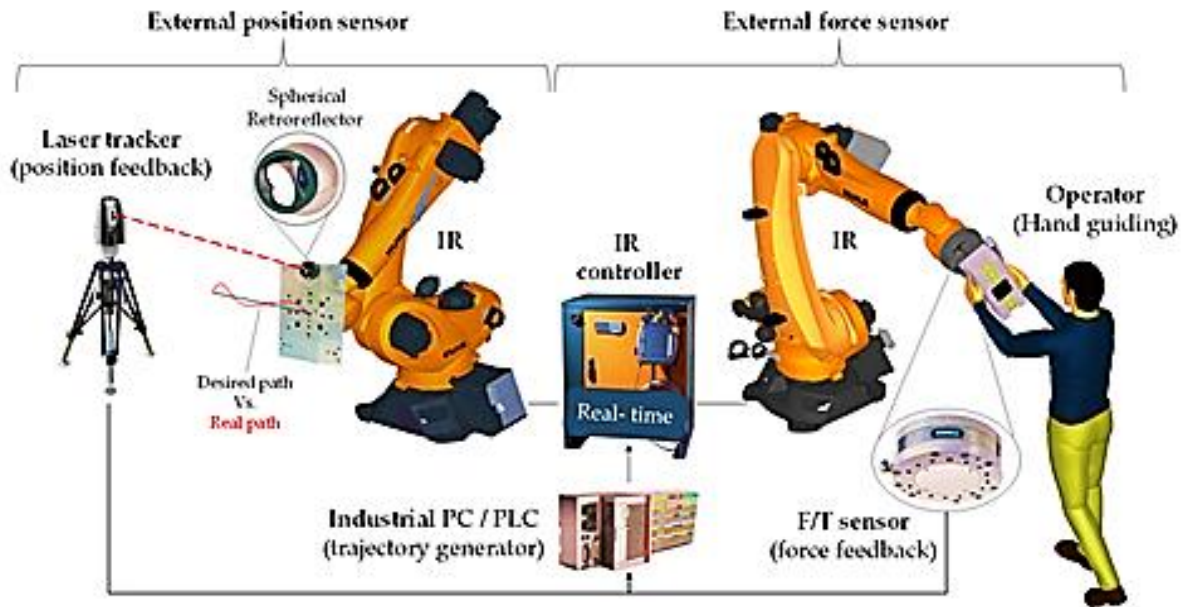 External position sensor
External force sensor
Spherical
Retroreflector
Laser tracker
(position feedback)
IR
IR
controller
IR
Operator
(Hand guiding)
Desired path
Vs.
Real path
Real- time
Industrial PC / PLC
(trajectory generator)
F/T sensor
(force feedback)